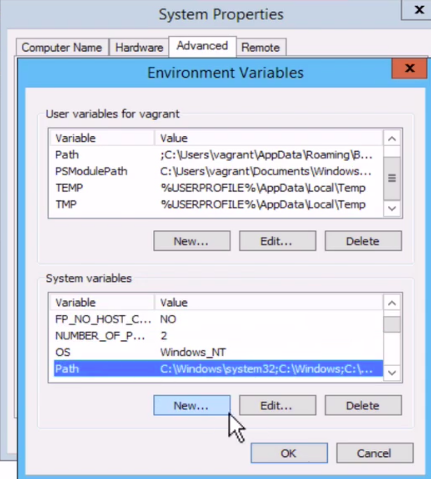 System Properties
x
Computer Name Hardware Advanced Remote
Environment Variables
x
User variables for vagrant
Variable Value
Path ;C:\Users\vagrant\AppData\Roaming\B...
PSModulePath C:\Users\vagrant\Documents\Windows...
TEMP %USERPROFILE%\AppData\Local\Temp
TMP %USERPROFILE%\AppData\Local\Temp
New... Edit... Delete
System variables
Variable Value
FP_NO_HOST_C... NO
NUMBER_OF_P... 2
OS Windows_NT
Path C:\Windows\system32;C:\Windows;C:\...
New... Edit... Delete
OK Cancel